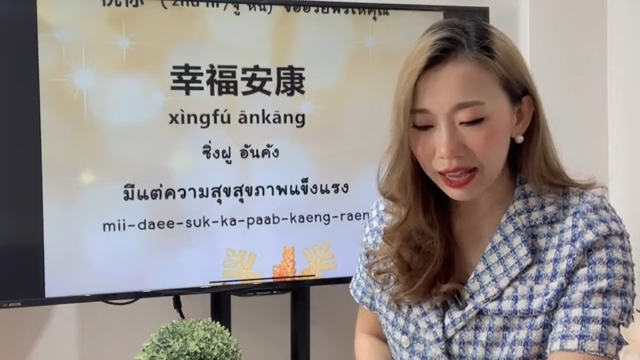 ขออวยพรให้คุณ
幸福安康
xìngfú ānkāng
ซิ่งฝู อันคัง
มีแต่ความสุขสุขภาพแข็งแรง
mii-daee-suk-ka-paab-kaeng-raen